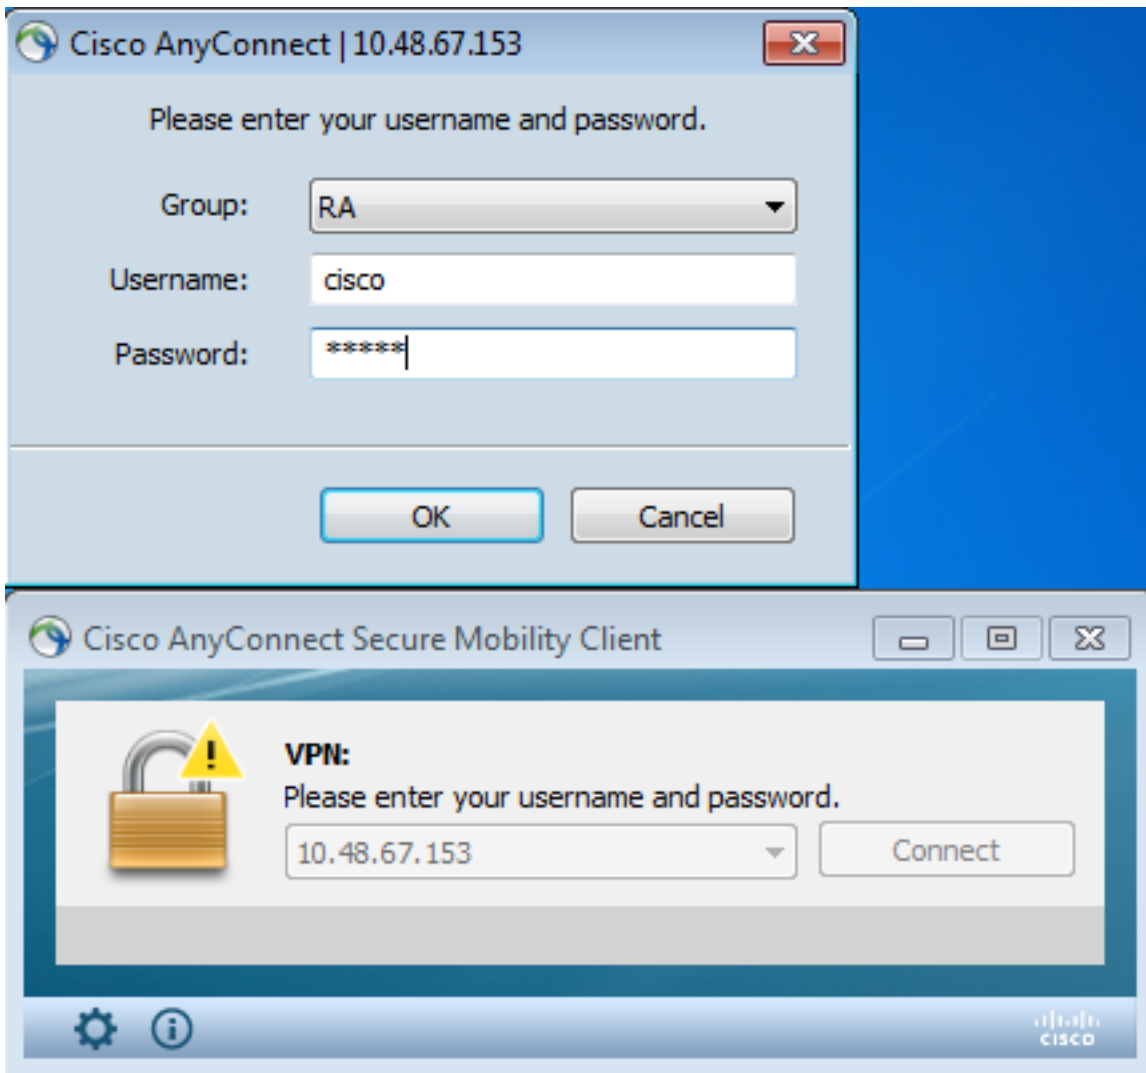 Cisco AnyConnect | 10.48.67.153
Please enter your username and password.
Group: RA
Username: cisco
Password: *****
OK Cancel
Cisco AnyConnect Secure Mobility Client
VPN:
Please enter your username and password.
10.48.67.153 Connect
CISCO